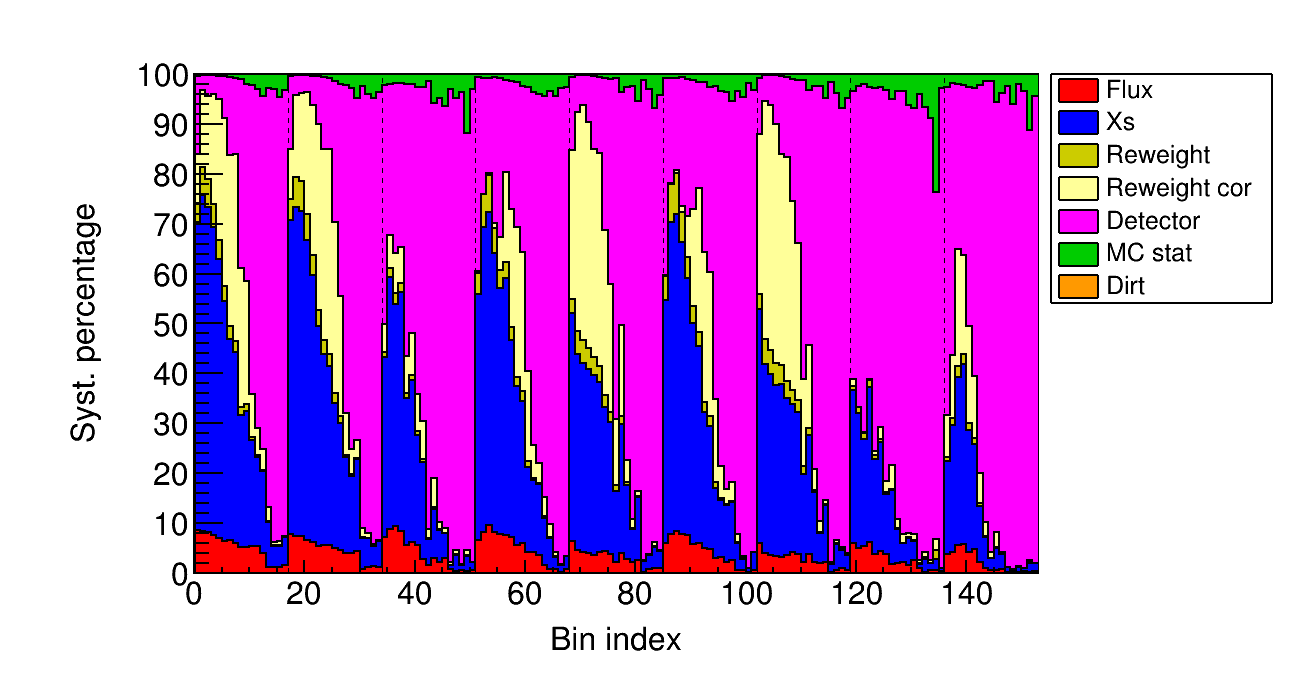 100
90
80
70
60
50
40
30
20
10
0
Syst. percentage
0 20 40 60 80 100 120 140
Bin index
Flux
Xs
Reweight
Reweight cor
Detector
MC stat
Dirt